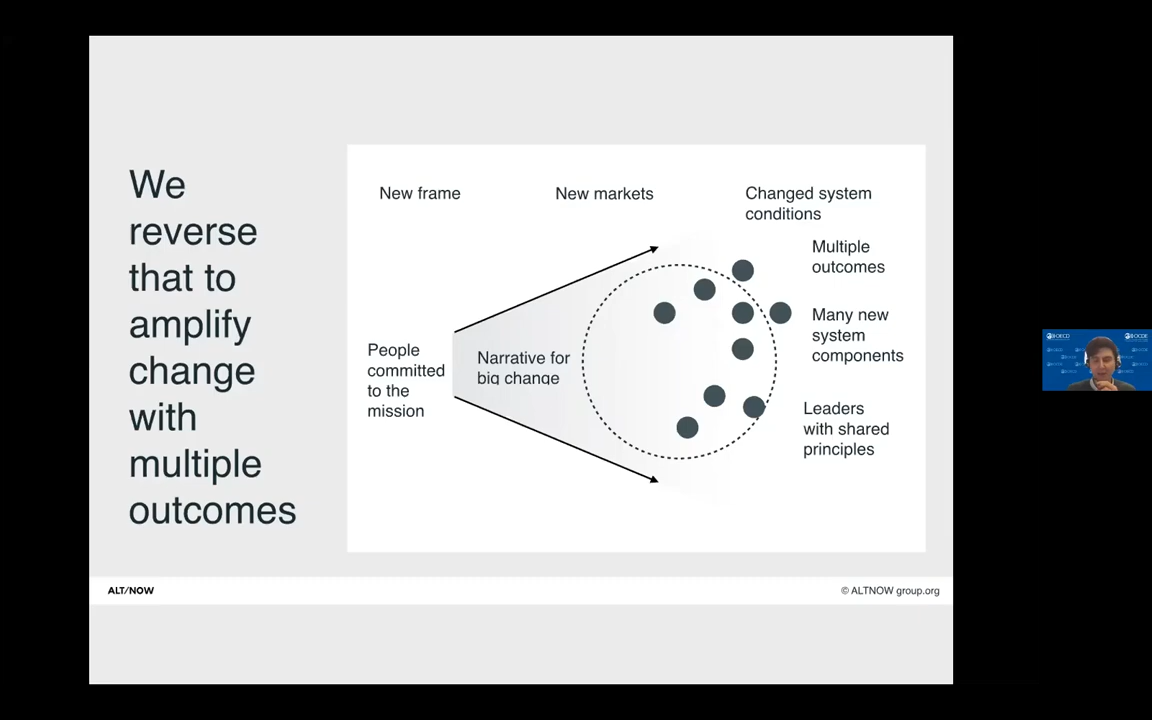 We
reverse
that to
amplify
change
with
multiple
outcomes
New frame
New markets
Changed system
conditions
Multiple
outcomes
Many new
system
components
Leaders
with shared
principles
People
committed
to the
mission
Narrative for
big change
ALT/NOW
© ALTNOW group.org